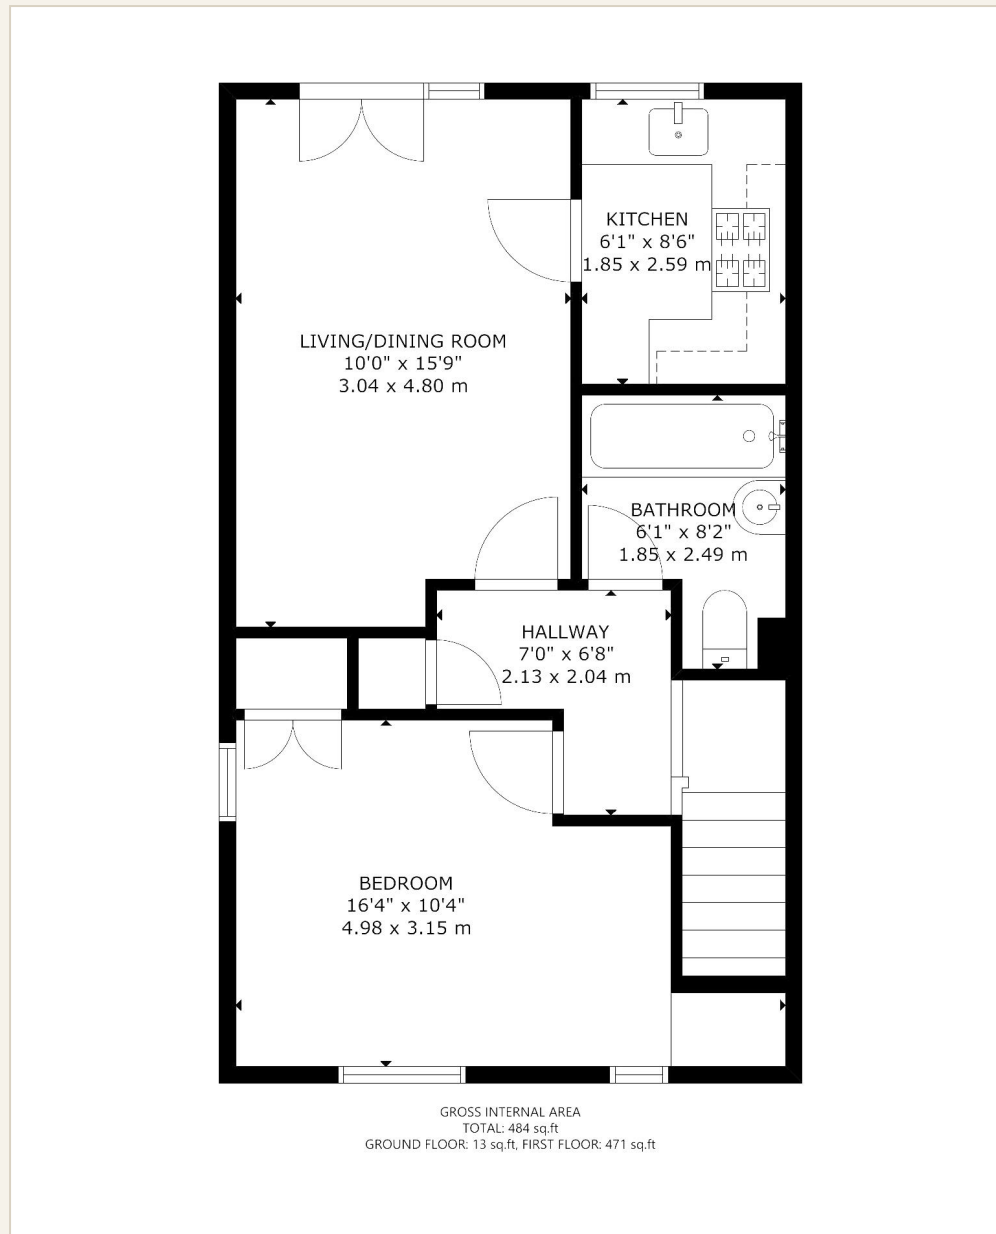 KITCHEN
6'1" x 8'6"
1.85 x 2.59 m
LIVING/DINING ROOM
10'0" x 15'9"
3.04 x 4.80 m
BATHROOM
6'1" x 8'2"
1.85 x 2.49 m
HALLWAY
7'0" x 6'8"
2.13 x 2.04 m
BEDROOM
16'4" x 10'4"
4.98 x 3.15 m
GROSS INTERNAL AREA
TOTAL: 484 sq.ft
GROUND FLOOR: 13 sq.ft, FIRST FLOOR: 471 sq.ft